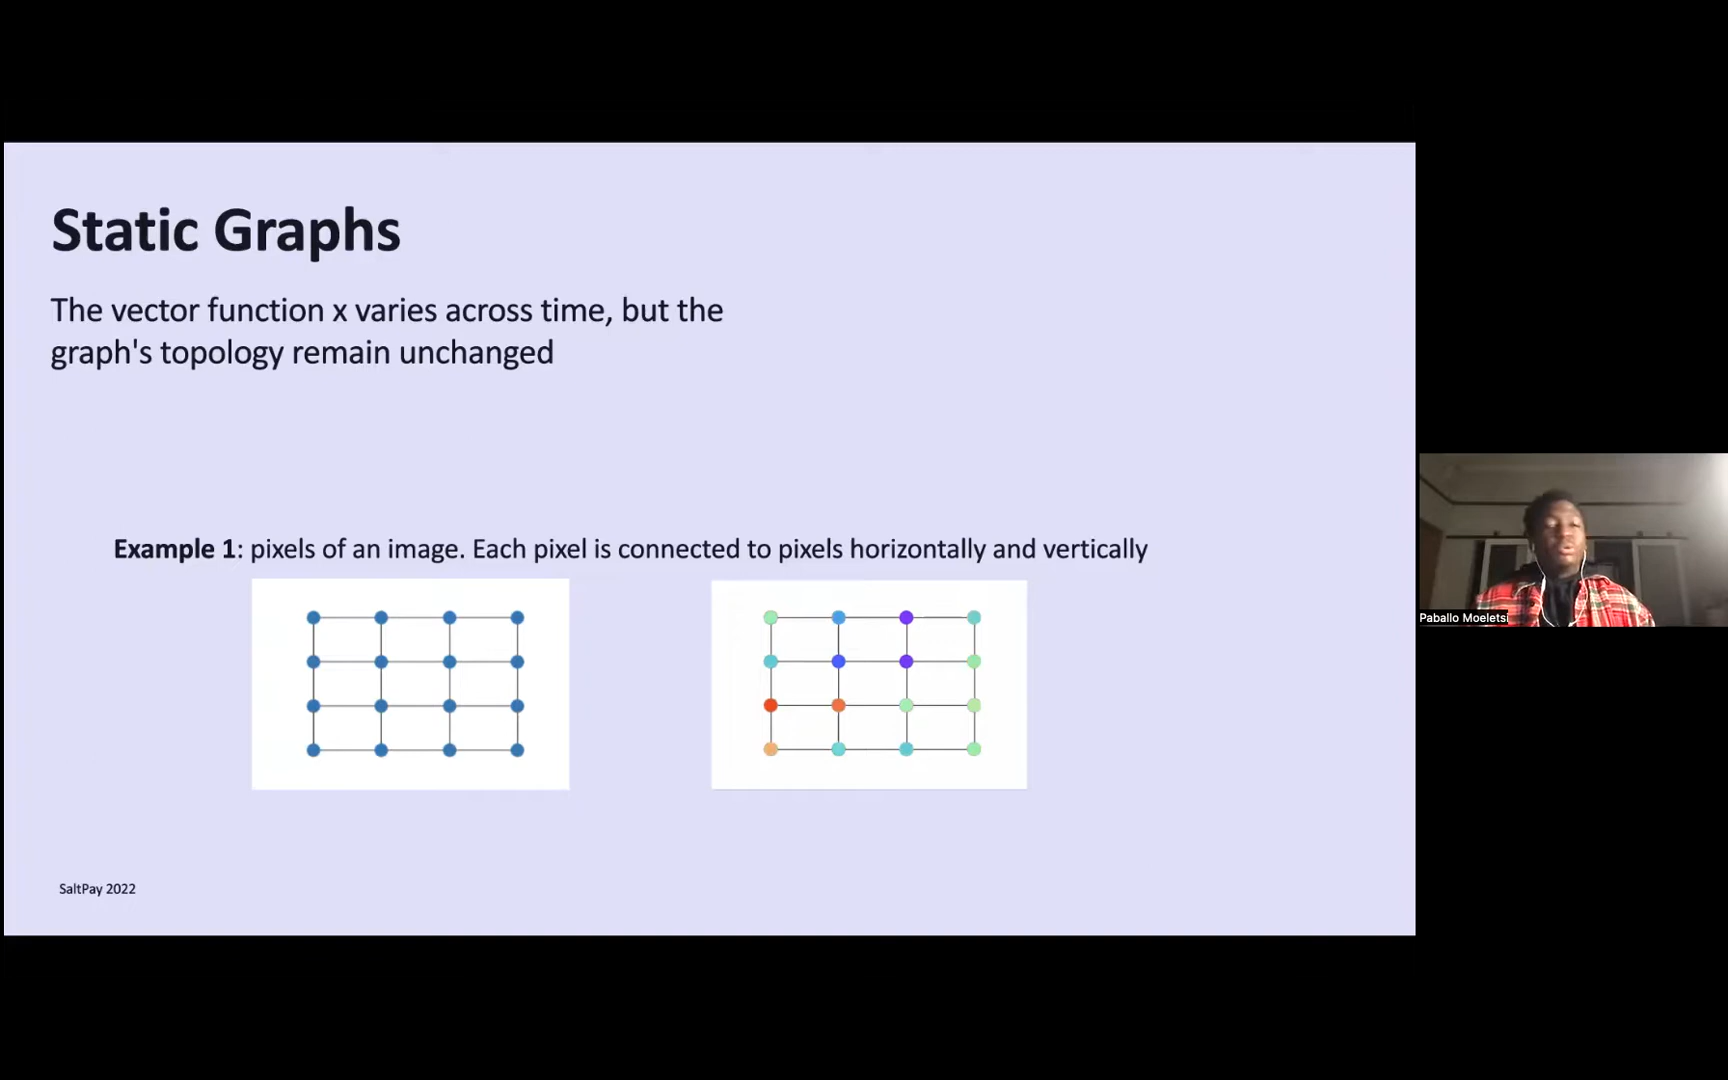 Static Graphs
The vector function x varies across time, but the
graph's topology remain unchanged
Example 1: pixels of an image. Each pixel is connected to pixels horizontally and vertically
Paballo Moeletsi
SaltPay 2022